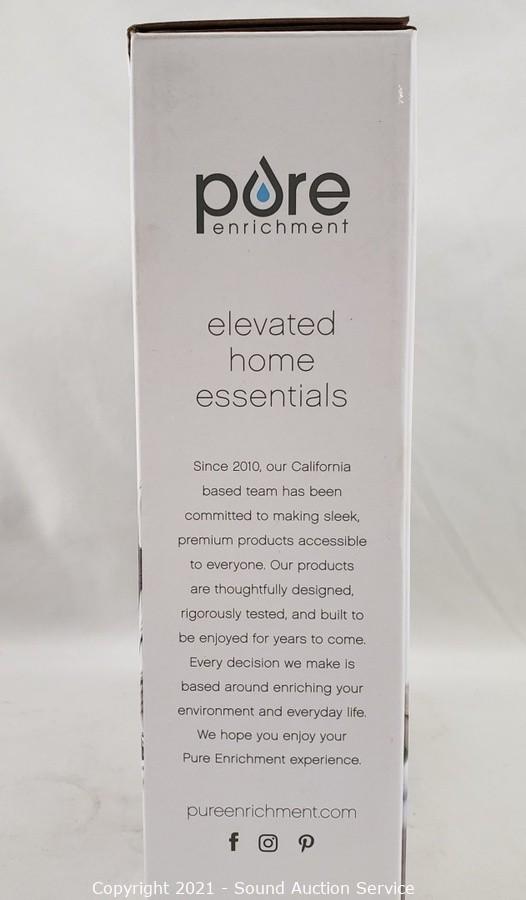 pure
enrichment
elevated
home
essentials
Since 2010, our California
based team has been
committed to making sleek,
premium products accessible
to everyone. Our products
are thoughtfully designed,
rigorously tested, and built to
be enjoyed for years to come.
Every decision we make is
based around enriching your
environment and everyday life.
We hope you enjoy your
Pure Enrichment experience.
pureenrichment.com
Copyright 2021 - Sound Auction Service